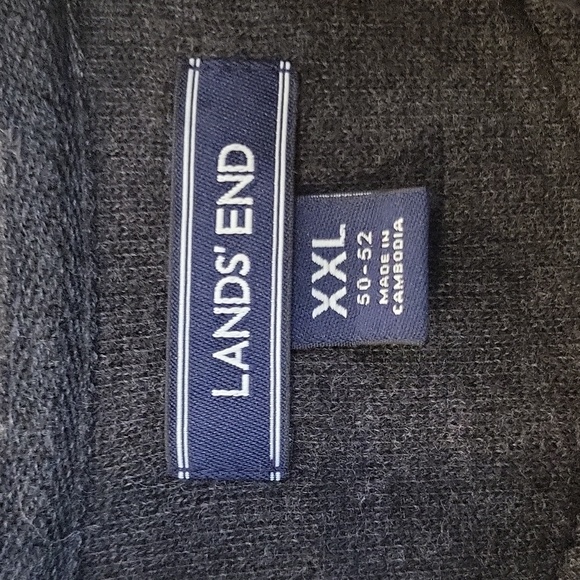 LANDS' END
XXL
50-52
MADE IN
CAMBODIA